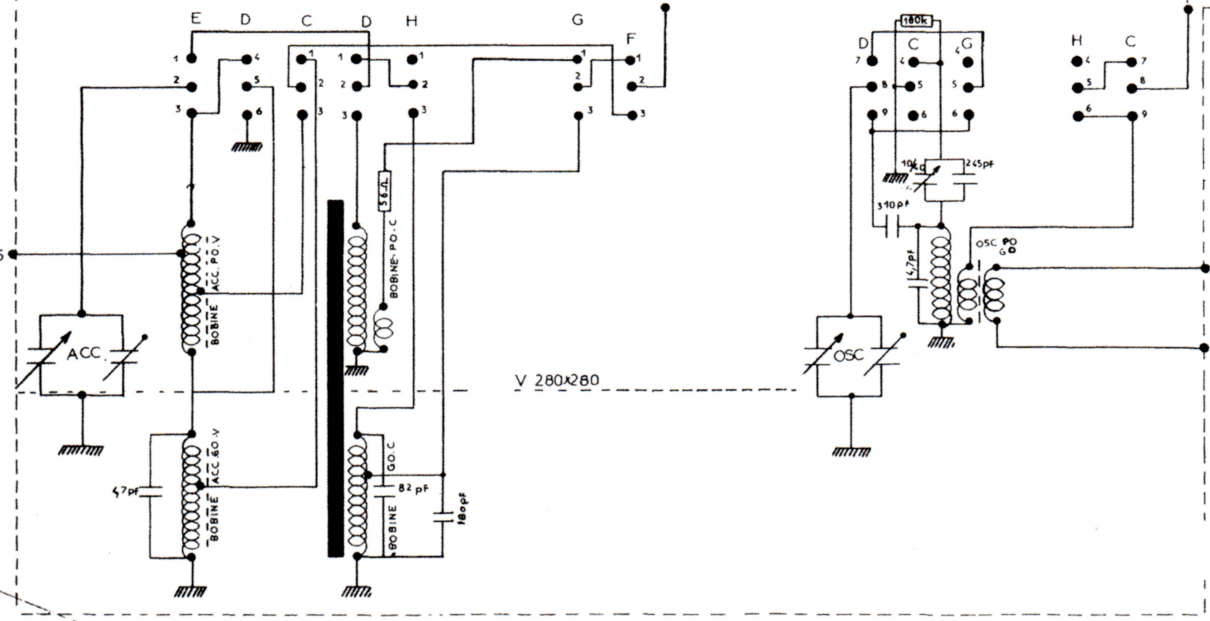 E D C D H G F
180k
D C G H C
1 4 1 1 1 1 1
7 4 4 4 7
2 5 2 2 2 2 2
8 5 5 5 8
3 6 3 3 3 3 3
9 6 6 6 9
245pf
56Ω
310pf
BOBINE ACC.PO.V
BOBINE-PO-C
4,7pf
OSC PO
GO
ACC.
OSC
V 280x280
47pf
BOBINE ACC.GO.V
BOBINE GO.C
82pF
180pF